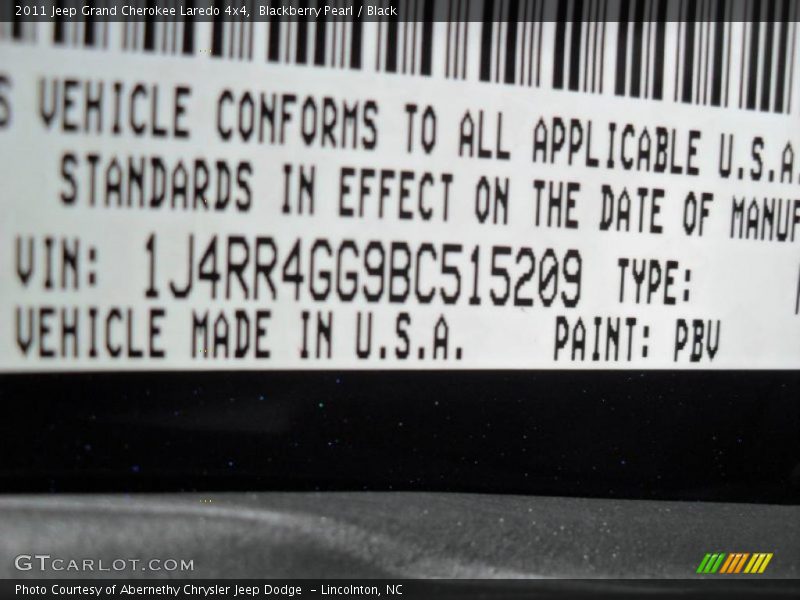 2011 Jeep Grand Cherokee Laredo 4x4, Blackberry Pearl / Black
S VEHICLE CONFORMS TO ALL APPLICABLE U.S.A.
STANDARDS IN EFFECT ON THE DATE OF MANUF
VIN: 1J4RR4GG9BC515209 TYPE:
VEHICLE MADE IN U.S.A. PAINT: PBV
GTCARLOT.COM
Photo Courtesy of Abernethy Chrysler Jeep Dodge - Lincolnton, NC